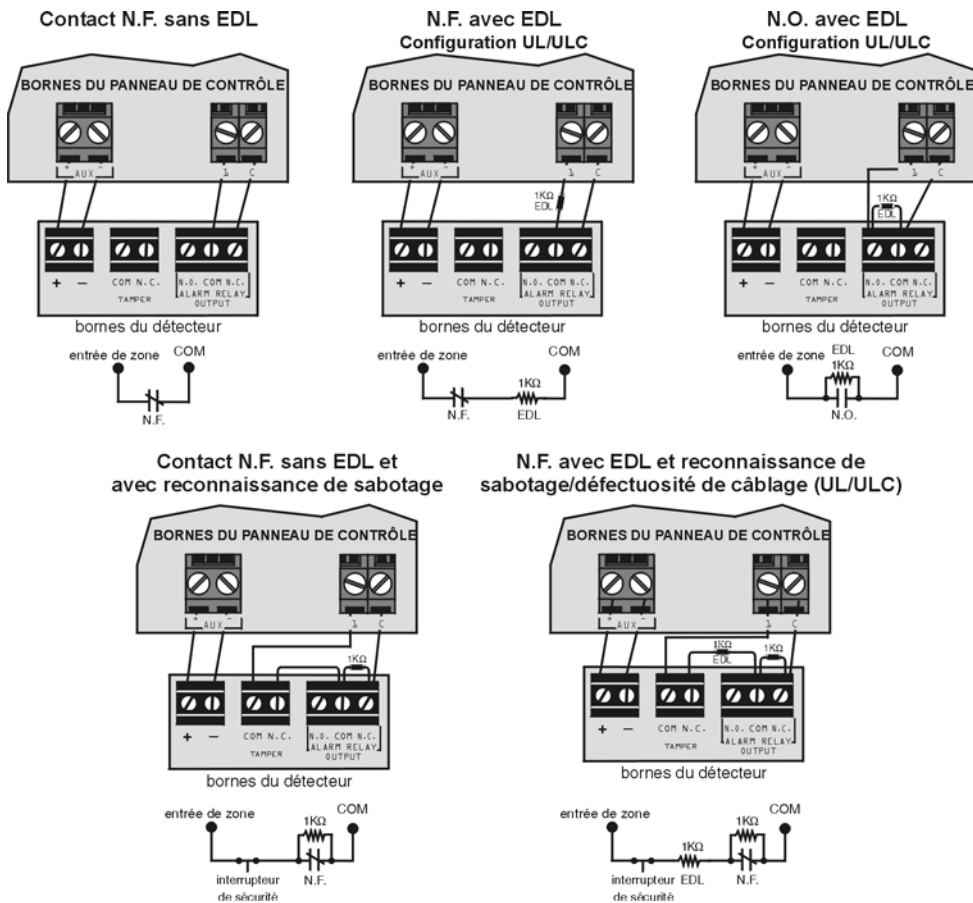 Contact N.F. sans EDL
BORNES DU PANNEAU DE CONTRÔLE
+ -
AUX
1 C
+ −
COM N.C.
TAMPER
N.O. COM N.C.
ALARM RELAY
OUTPUT
bornes du détecteur
entrée de zone
COM
N.F.
N.F. avec EDL
Configuration UL/ULC
BORNES DU PANNEAU DE CONTRÔLE
+ -
AUX
1 C
1KΩ
EDL
+ −
COM N.C.
TAMPER
N.O. COM N.C.
ALARM RELAY
OUTPUT
bornes du détecteur
entrée de zone
COM
1KΩ
N.F.
EDL
N.O. avec EDL
Configuration UL/ULC
BORNES DU PANNEAU DE CONTRÔLE
+ -
AUX
1 C
1KΩ
EDL
+ −
COM N.C.
TAMPER
N.O. COM N.C.
ALARM RELAY
OUTPUT
bornes du détecteur
entrée de zone
EDL
COM
1KΩ
N.O.
Contact N.F. sans EDL et
avec reconnaissance de sabotage
BORNES DU PANNEAU DE CONTRÔLE
+ -
AUX
1 C
1KΩ
+ −
COM N.C.
TAMPER
N.O. COM N.C.
ALARM RELAY
OUTPUT
bornes du détecteur
entrée de zone
COM
1KΩ
interrupteur
de sécurité
N.F.
N.F. avec EDL et reconnaissance de
sabotage/défectuosité de câblage (UL/ULC)
BORNES DU PANNEAU DE CONTRÔLE
+ -
AUX
1 C
1KΩ
EDL
1KΩ
+ −
COM N.C.
TAMPER
N.O. COM N.C.
ALARM RELAY
OUTPUT
bornes du détecteur
entrée de zone
COM
1KΩ
1KΩ
interrupteur
de sécurité
EDL
N.F.